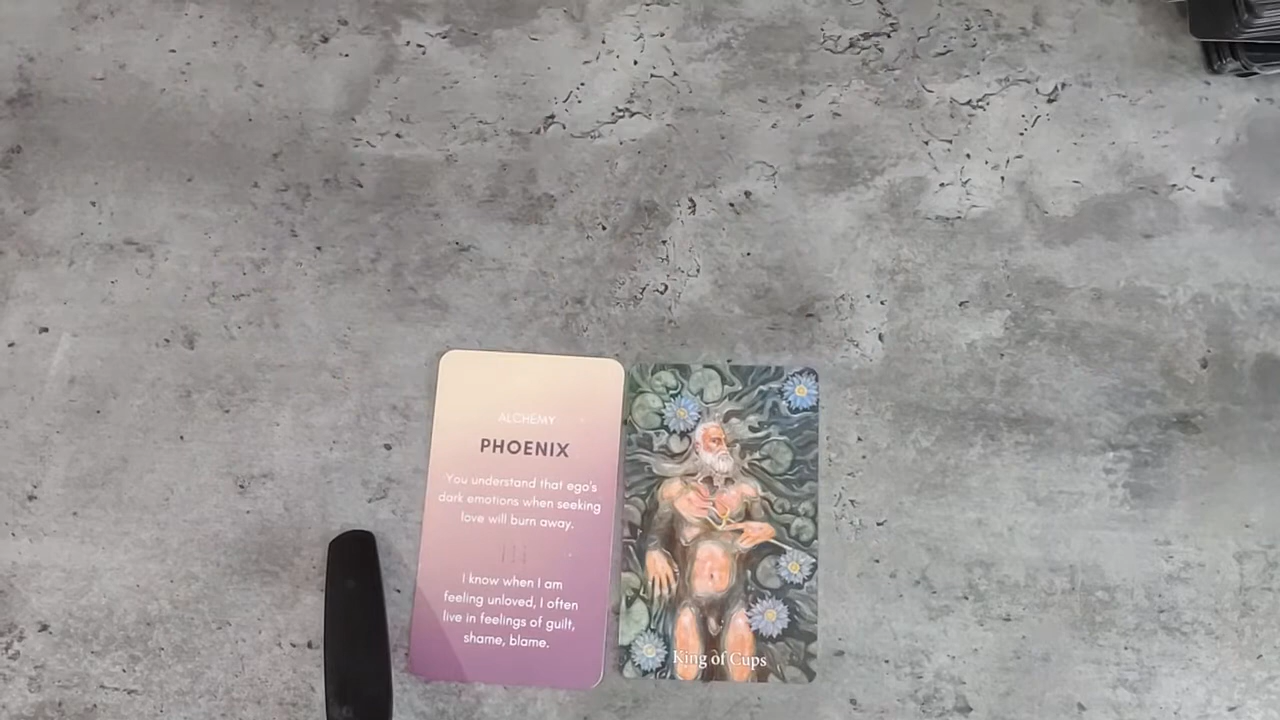 ALCHEMY
PHOENIX
You understand that ego's
dark emotions when seeking
love will burn away.
I know when I am
feeling unloved, I often
live in feelings of guilt,
shame, blame.
King of Cups